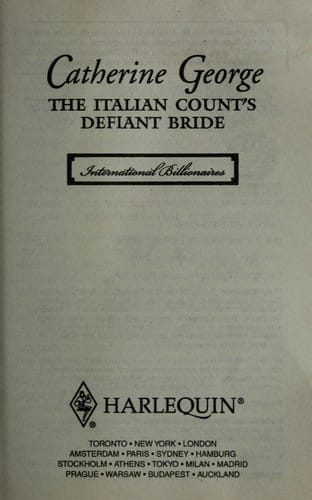 Catherine George
THE ITALIAN COUNT'S
DEFIANT BRIDE
International Billionaires
HARLEQUIN®
®
TORONTO • NEW YORK • LONDON
AMSTERDAM • PARIS • SYDNEY • HAMBURG
STOCKHOLM • ATHENS • TOKYO • MILAN • MADRID
PRAGUE • WARSAW • BUDAPEST • AUCKLAND